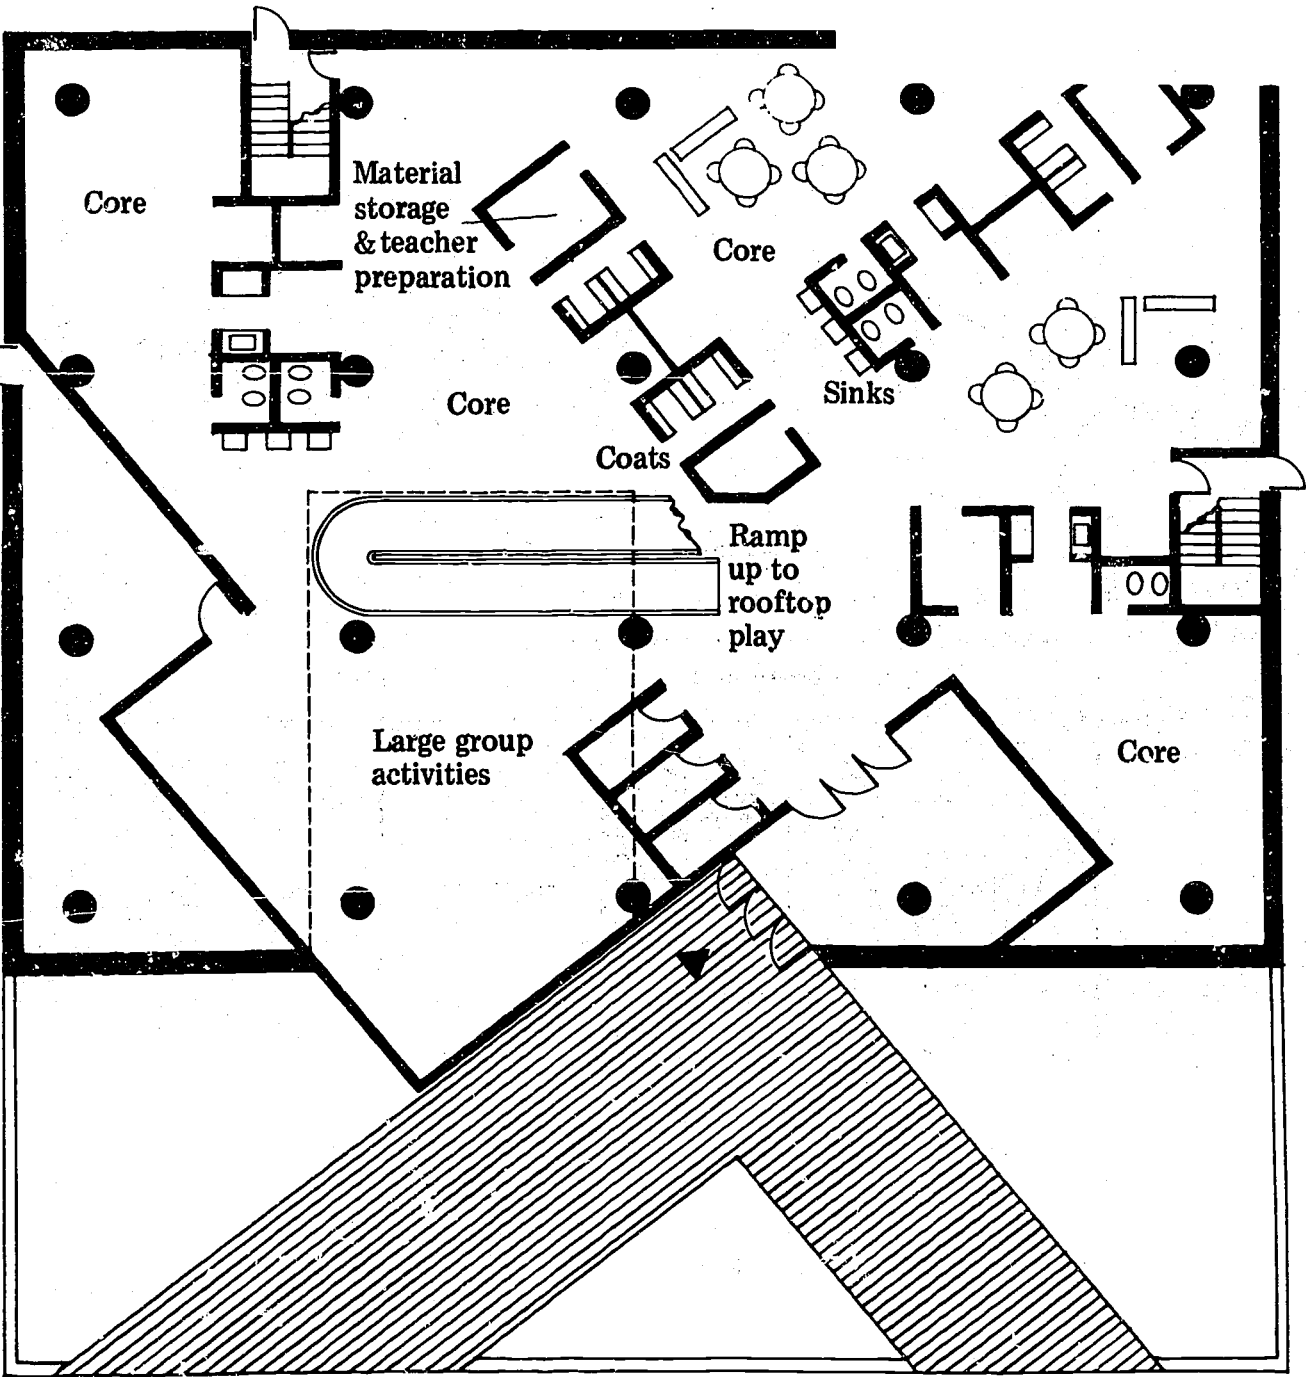 Core
Material
storage
& teacher
preparation
Core
Core
Sinks
Coats
Ramp
up to
rooftop
play
Large group
activities
Core